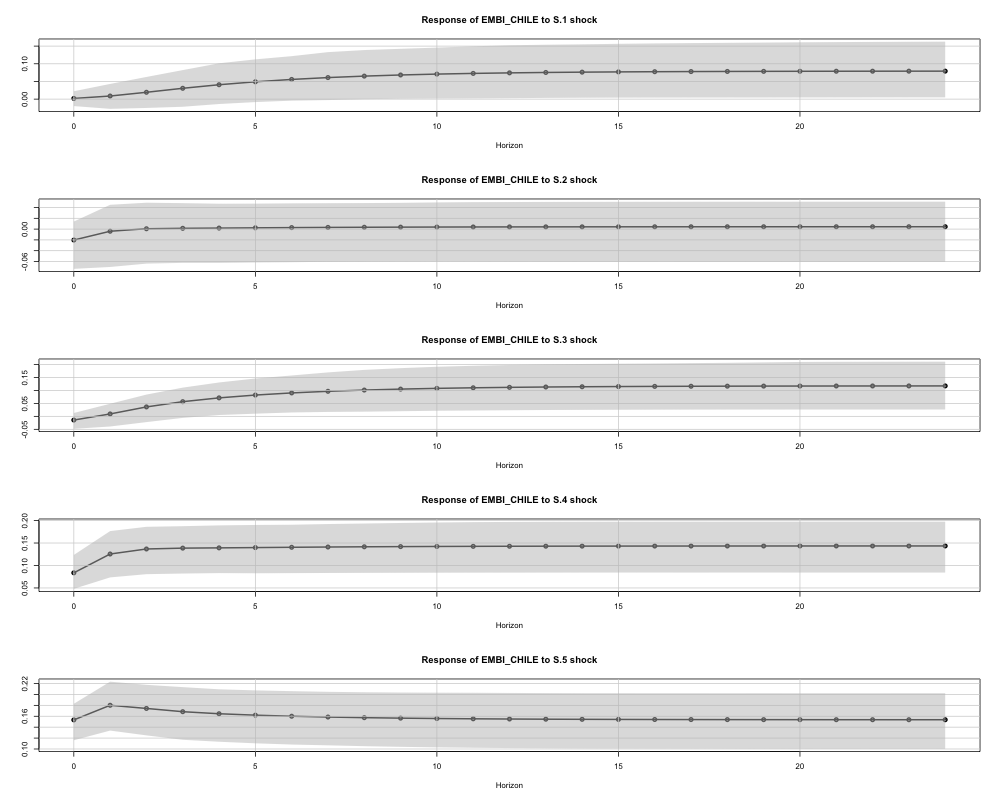 Response of EMBI_CHILE to S.1 shock
0.10
0.00
0 5 10 15 20
Horizon
Response of EMBI_CHILE to S.2 shock
0.00
-0.06
0 5 10 15 20
Horizon
Response of EMBI_CHILE to S.3 shock
0.15
0.05
-0.05
0 5 10 15 20
Horizon
Response of EMBI_CHILE to S.4 shock
0.20
0.15
0.10
0.05
0 5 10 15 20
Horizon
Response of EMBI_CHILE to S.5 shock
0.22
0.16
0.10
0 5 10 15 20
Horizon